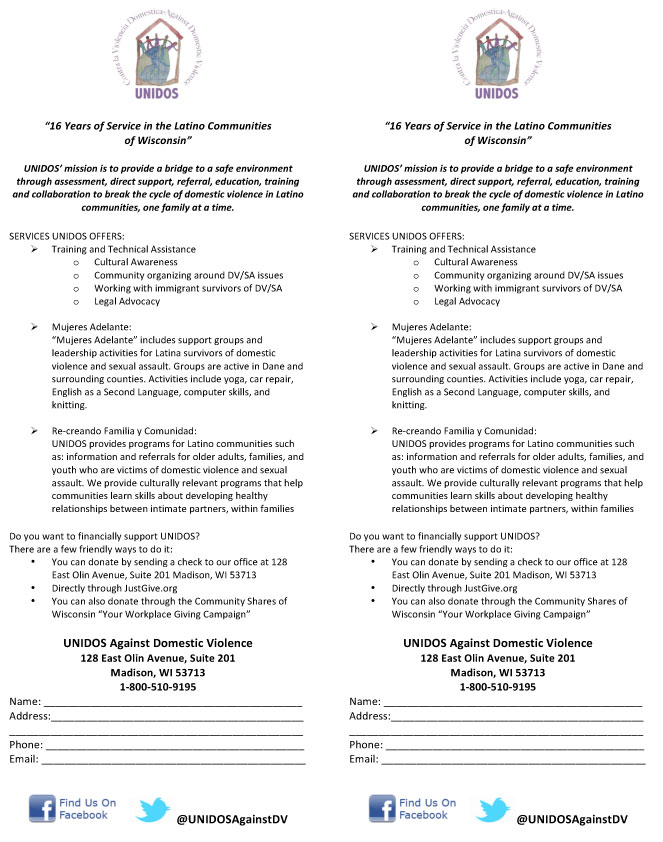 Contra la Violencia Domestica-Against Domestic Violence
UNIDOS
“16 Years of Service in the Latino Communities
of Wisconsin”
UNIDOS’ mission is to provide a bridge to a safe environment
through assessment, direct support, referral, education, training
and collaboration to break the cycle of domestic violence in Latino
communities, one family at a time.
SERVICES UNIDOS OFFERS:
➢ Training and Technical Assistance
o Cultural Awareness
o Community organizing around DV/SA issues
o Working with immigrant survivors of DV/SA
o Legal Advocacy
➢ Mujeres Adelante:
“Mujeres Adelante” includes support groups and
leadership activities for Latina survivors of domestic
violence and sexual assault. Groups are active in Dane and
surrounding counties. Activities include yoga, car repair,
English as a Second Language, computer skills, and
knitting.
➢ Re-creando Familia y Comunidad:
UNIDOS provides programs for Latino communities such
as: information and referrals for older adults, families, and
youth who are victims of domestic violence and sexual
assault. We provide culturally relevant programs that help
communities learn skills about developing healthy
relationships between intimate partners, within families
Do you want to financially support UNIDOS?
There are a few friendly ways to do it:
• You can donate by sending a check to our office at 128
East Olin Avenue, Suite 201 Madison, WI 53713
• Directly through JustGive.org
• You can also donate through the Community Shares of
Wisconsin “Your Workplace Giving Campaign”
UNIDOS Against Domestic Violence
128 East Olin Avenue, Suite 201
Madison, WI 53713
1-800-510-9195
Name:
Address:
Phone:
Email:
Find Us On
Facebook
@UNIDOSAgainstDV
Contra la Violencia Domestica-Against Domestic Violence
UNIDOS
“16 Years of Service in the Latino Communities
of Wisconsin”
UNIDOS’ mission is to provide a bridge to a safe environment
through assessment, direct support, referral, education, training
and collaboration to break the cycle of domestic violence in Latino
communities, one family at a time.
SERVICES UNIDOS OFFERS:
➢ Training and Technical Assistance
o Cultural Awareness
o Community organizing around DV/SA issues
o Working with immigrant survivors of DV/SA
o Legal Advocacy
➢ Mujeres Adelante:
“Mujeres Adelante” includes support groups and
leadership activities for Latina survivors of domestic
violence and sexual assault. Groups are active in Dane and
surrounding counties. Activities include yoga, car repair,
English as a Second Language, computer skills, and
knitting.
➢ Re-creando Familia y Comunidad:
UNIDOS provides programs for Latino communities such
as: information and referrals for older adults, families, and
youth who are victims of domestic violence and sexual
assault. We provide culturally relevant programs that help
communities learn skills about developing healthy
relationships between intimate partners, within families
Do you want to financially support UNIDOS?
There are a few friendly ways to do it:
• You can donate by sending a check to our office at 128
East Olin Avenue, Suite 201 Madison, WI 53713
• Directly through JustGive.org
• You can also donate through the Community Shares of
Wisconsin “Your Workplace Giving Campaign”
UNIDOS Against Domestic Violence
128 East Olin Avenue, Suite 201
Madison, WI 53713
1-800-510-9195
Name:
Address:
Phone:
Email:
Find Us On
Facebook
@UNIDOSAgainstDV